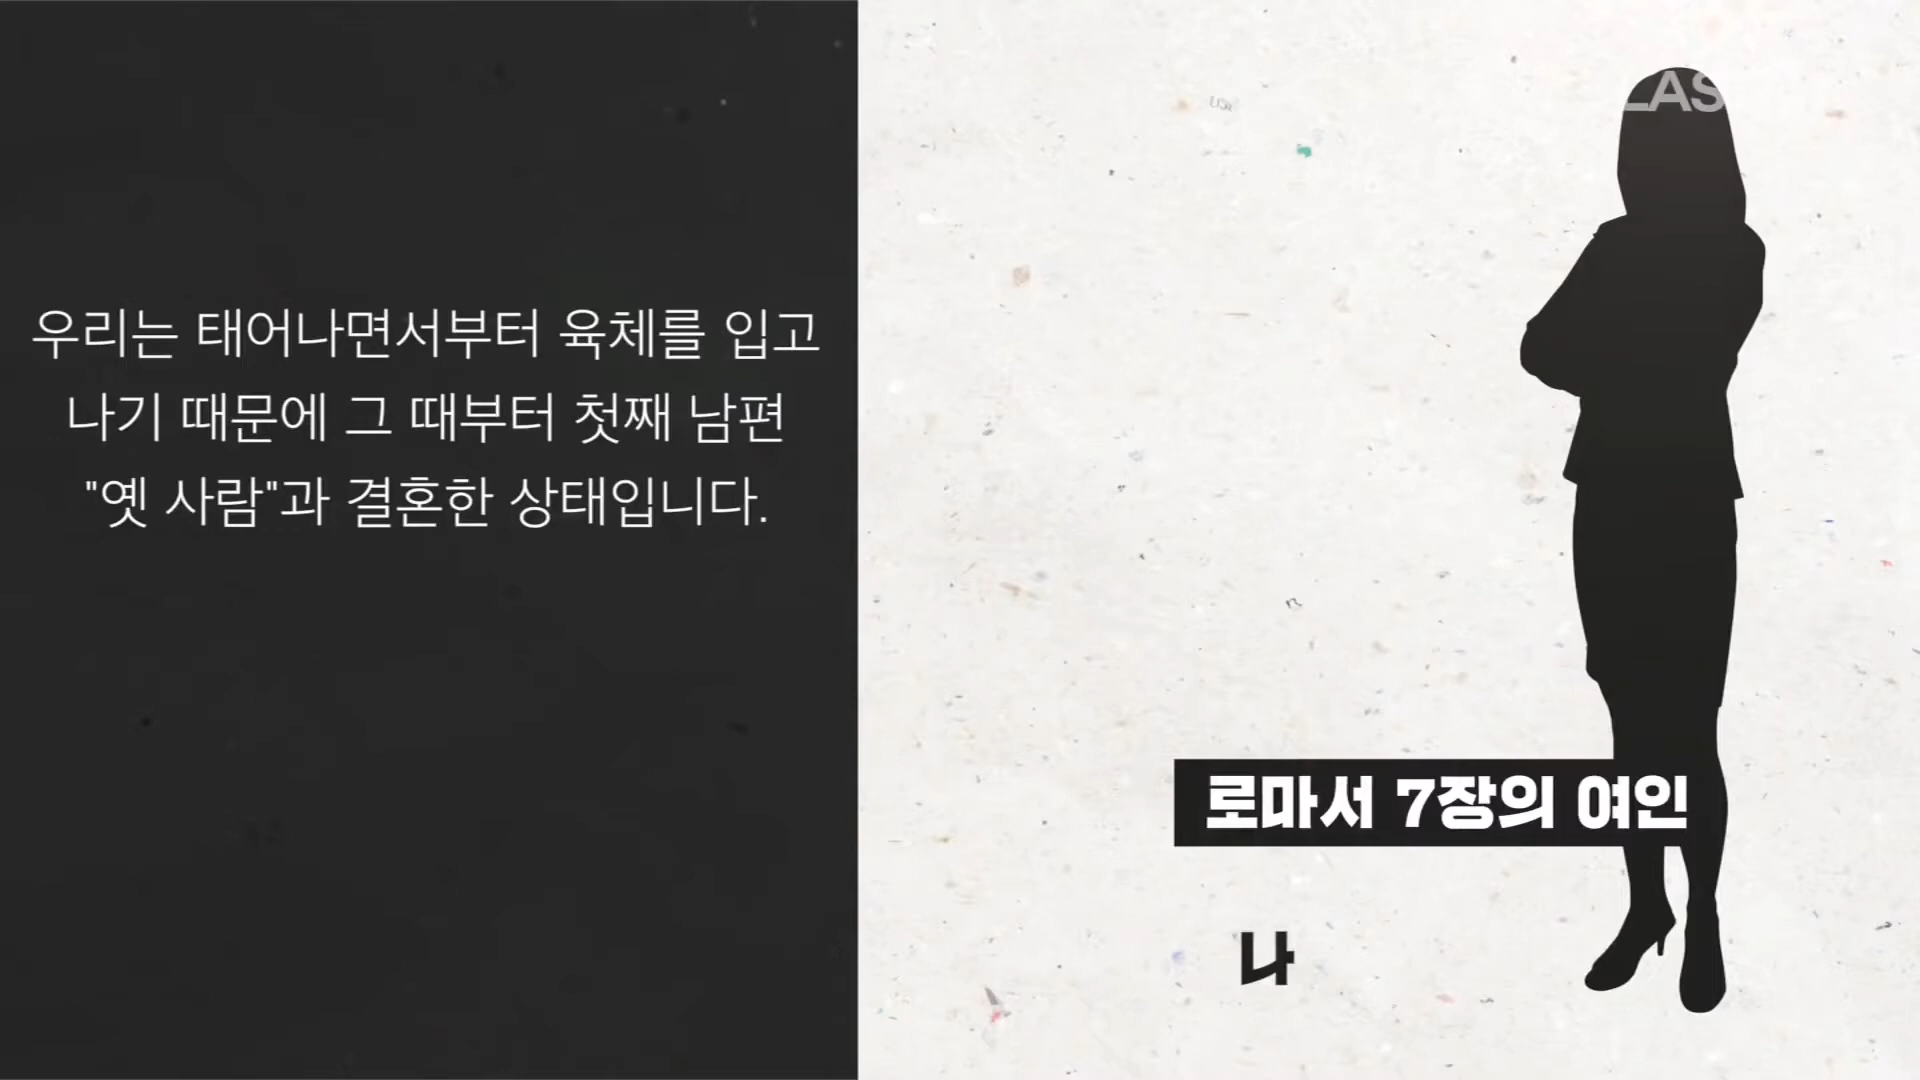 우리는 태어나면서부터 육체를 입고
나기 때문에 그 때부터 첫째 남편
"옛 사람"과 결혼한 상태입니다.
로마서 7장의 여인
나